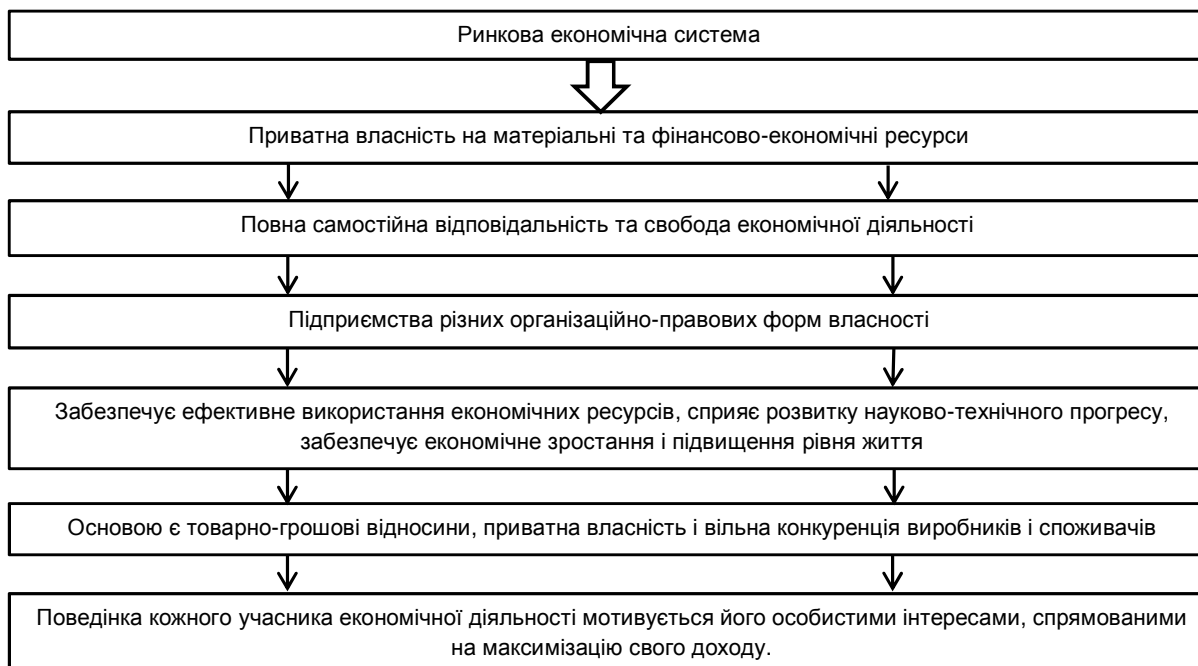 Ринкова економічна система
Приватна власність на матеріальні та фінансово-економічні ресурси
Повна самостійна відповідальність та свобода економічної діяльності
Підприємства різних організаційно-правових форм власності
Забезпечує ефективне використання економічних ресурсів, сприяє розвитку науково-технічного прогресу,
забезпечує економічне зростання і підвищення рівня життя
Основою є товарно-грошові відносини, приватна власність і вільна конкуренція виробників і споживачів
Поведінка кожного учасника економічної діяльності мотивується його особистими інтересами, спрямованими
на максимізацію свого доходу.